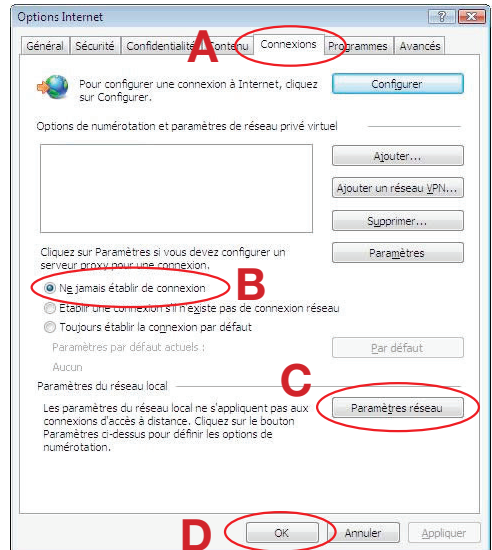 Options Internet
Général Sécurité Confidentialité Contenu Connexions Programmes Avancés
A
Pour configurer une connexion à Internet, cliquez
sur Configurer.
Configurer
Options de numérotation et paramètres de réseau privé virtuel
Ajouter...
Ajouter un réseau VPN...
Supprimer...
Cliquez sur Paramètres si vous devez configurer un
serveur proxy pour une connexion.
Paramètres
Ne jamais établir de connexion
B
Établir une connexion s'il n'existe pas de connexion réseau
Toujours établir la connexion par défaut
Paramètres par défaut actuels :
Par défaut
Aucun
Paramètres du réseau local
C
Les paramètres du réseau local ne s'appliquent pas aux
connexions d'accès à distance. Cliquez sur le bouton
Paramètres ci-dessus pour définir les options de
numérotation.
Paramètres réseau
D
OK Annuler Appliquer